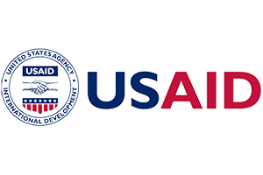 UNITED STATES AGENCY
USAID
INTERNATIONAL DEVELOPMENT
USAID